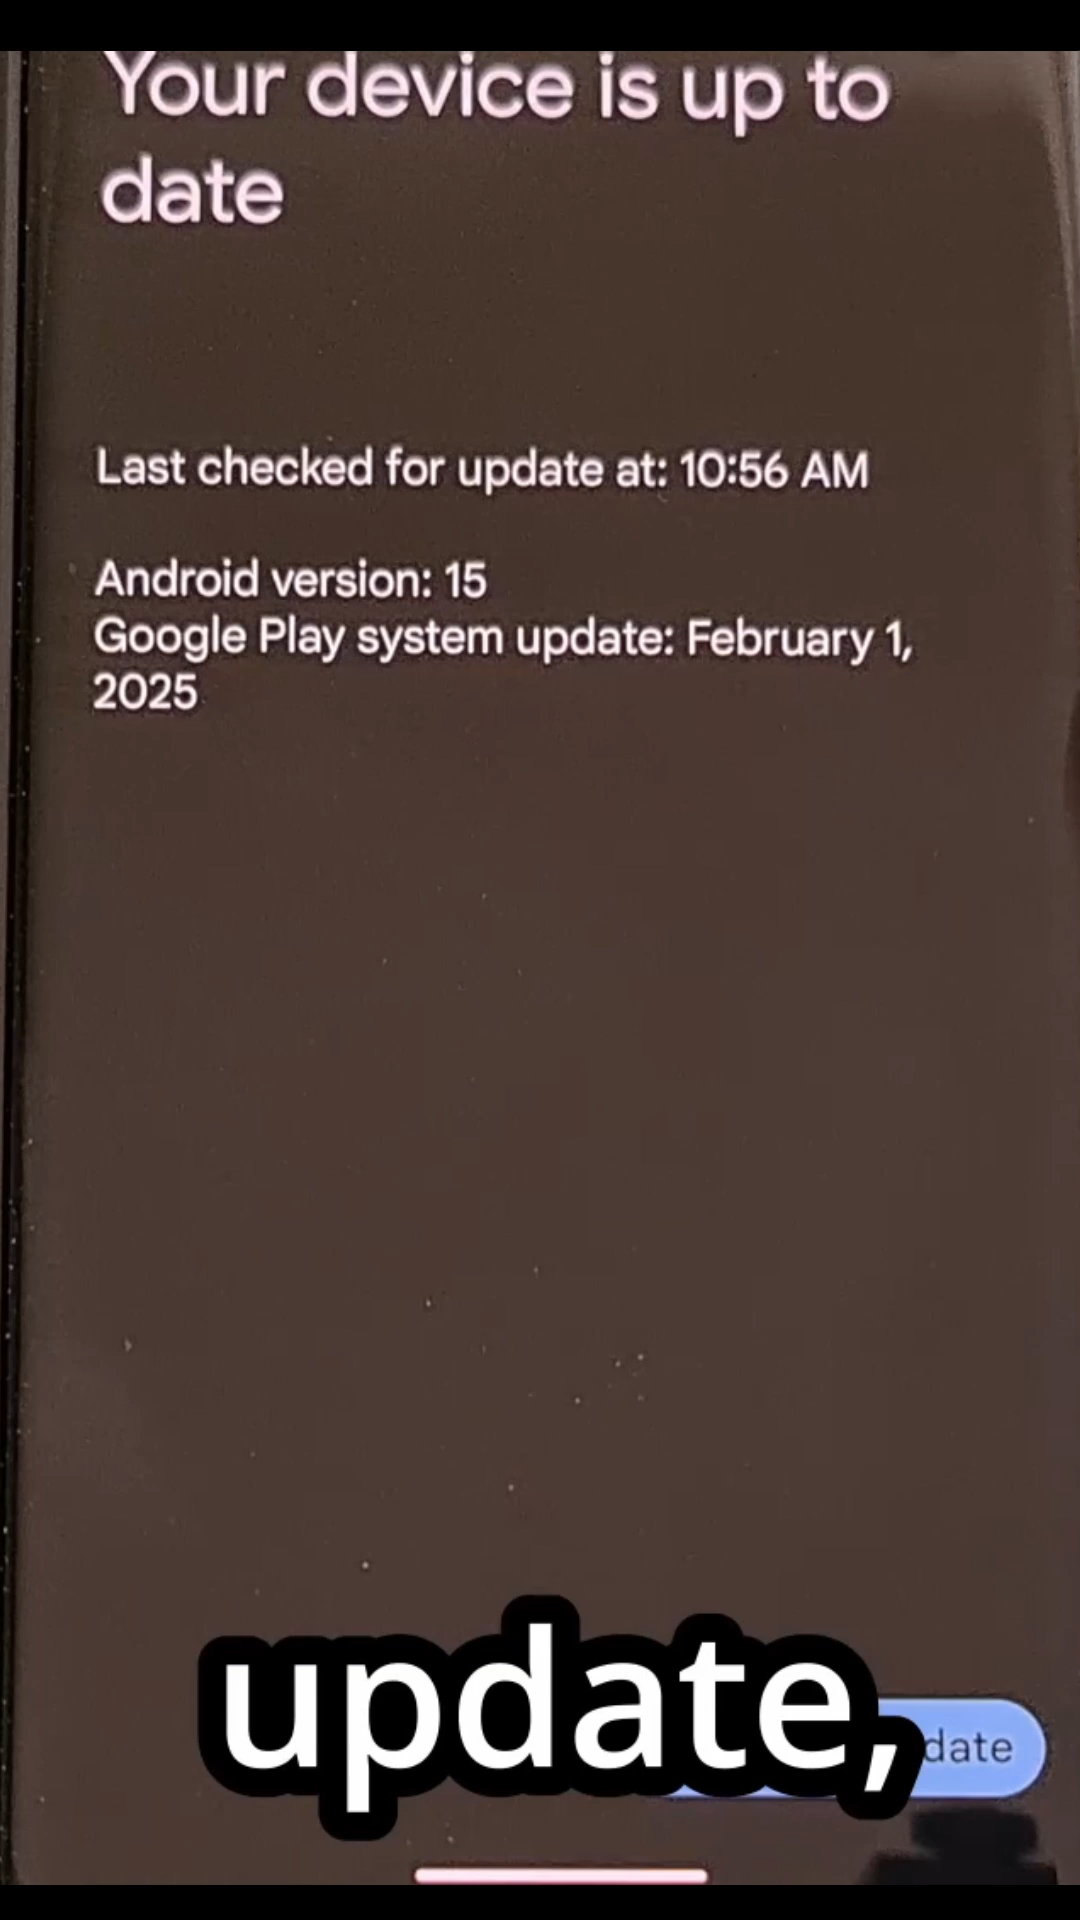 Your device is up to
date
Last checked for update at: 10:56 AM
Android version: 15
Google Play system update: February 1,
2025
update,
date